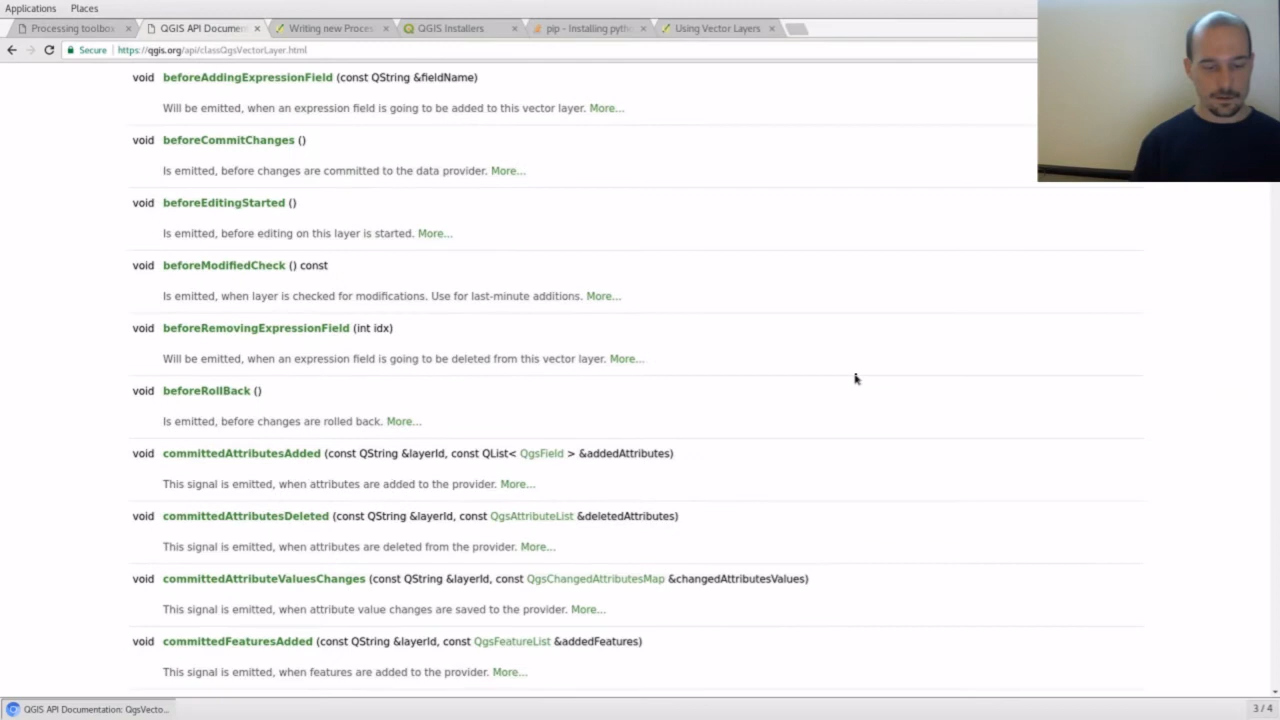 Applications Places
Processing toolbox
QGIS API Documen
Writing new Proces
QGIS Installers
pip - Installing pytho
Using Vector Layers
Secure https://qgis.org/api/classQgsVectorLayer.html
void beforeAddingExpressionField (const QString &fieldName)
Will be emitted, when an expression field is going to be added to this vector layer. More...
void beforeCommitChanges ()
Is emitted, before changes are committed to the data provider. More...
void beforeEditingStarted ()
Is emitted, before editing on this layer is started. More...
void beforeModifiedCheck () const
Is emitted, when layer is checked for modifications. Use for last-minute additions. More...
void beforeRemovingExpressionField (int idx)
Will be emitted, when an expression field is going to be deleted from this vector layer. More...
void beforeRollBack ()
Is emitted, before changes are rolled back. More...
void committedAttributesAdded (const QString &layerId, const QList< QgsField > &addedAttributes)
This signal is emitted, when attributes are added to the provider. More...
void committedAttributesDeleted (const QString &layerId, const QgsAttributeList &deletedAttributes)
This signal is emitted, when attributes are deleted from the provider. More...
void committedAttributeValuesChanges (const QString &layerId, const QgsChangedAttributesMap &changedAttributesValues)
This signal is emitted, when attribute value changes are saved to the provider. More...
void committedFeaturesAdded (const QString &layerId, const QgsFeatureList &addedFeatures)
This signal is emitted, when features are added to the provider. More...
QGIS API Documentation: QgsVecto...
3 / 4